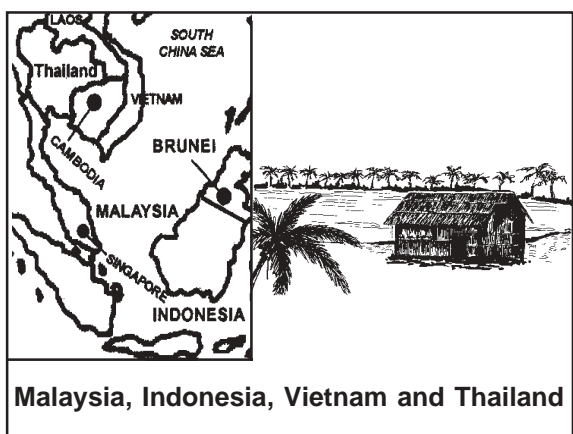 LAOS
SOUTH
CHINA SEA
Thailand
VIETNAM
CAMBODIA
BRUNEI
MALAYSIA
SINGAPORE
INDONESIA
Malaysia, Indonesia, Vietnam and Thailand